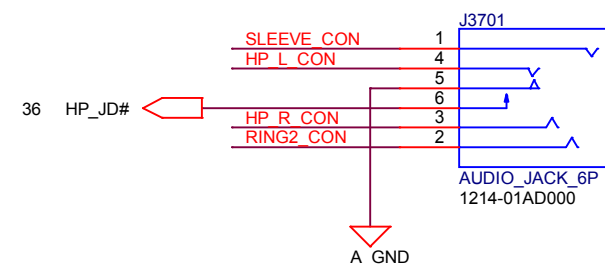 J3701
SLEEVE_CON 1
HP_L_CON 4
5
36 HP_JD# 6
HP_R_CON 3
RING2_CON 2
AUDIO_JACK_6P
1214-01AD000
A_GND